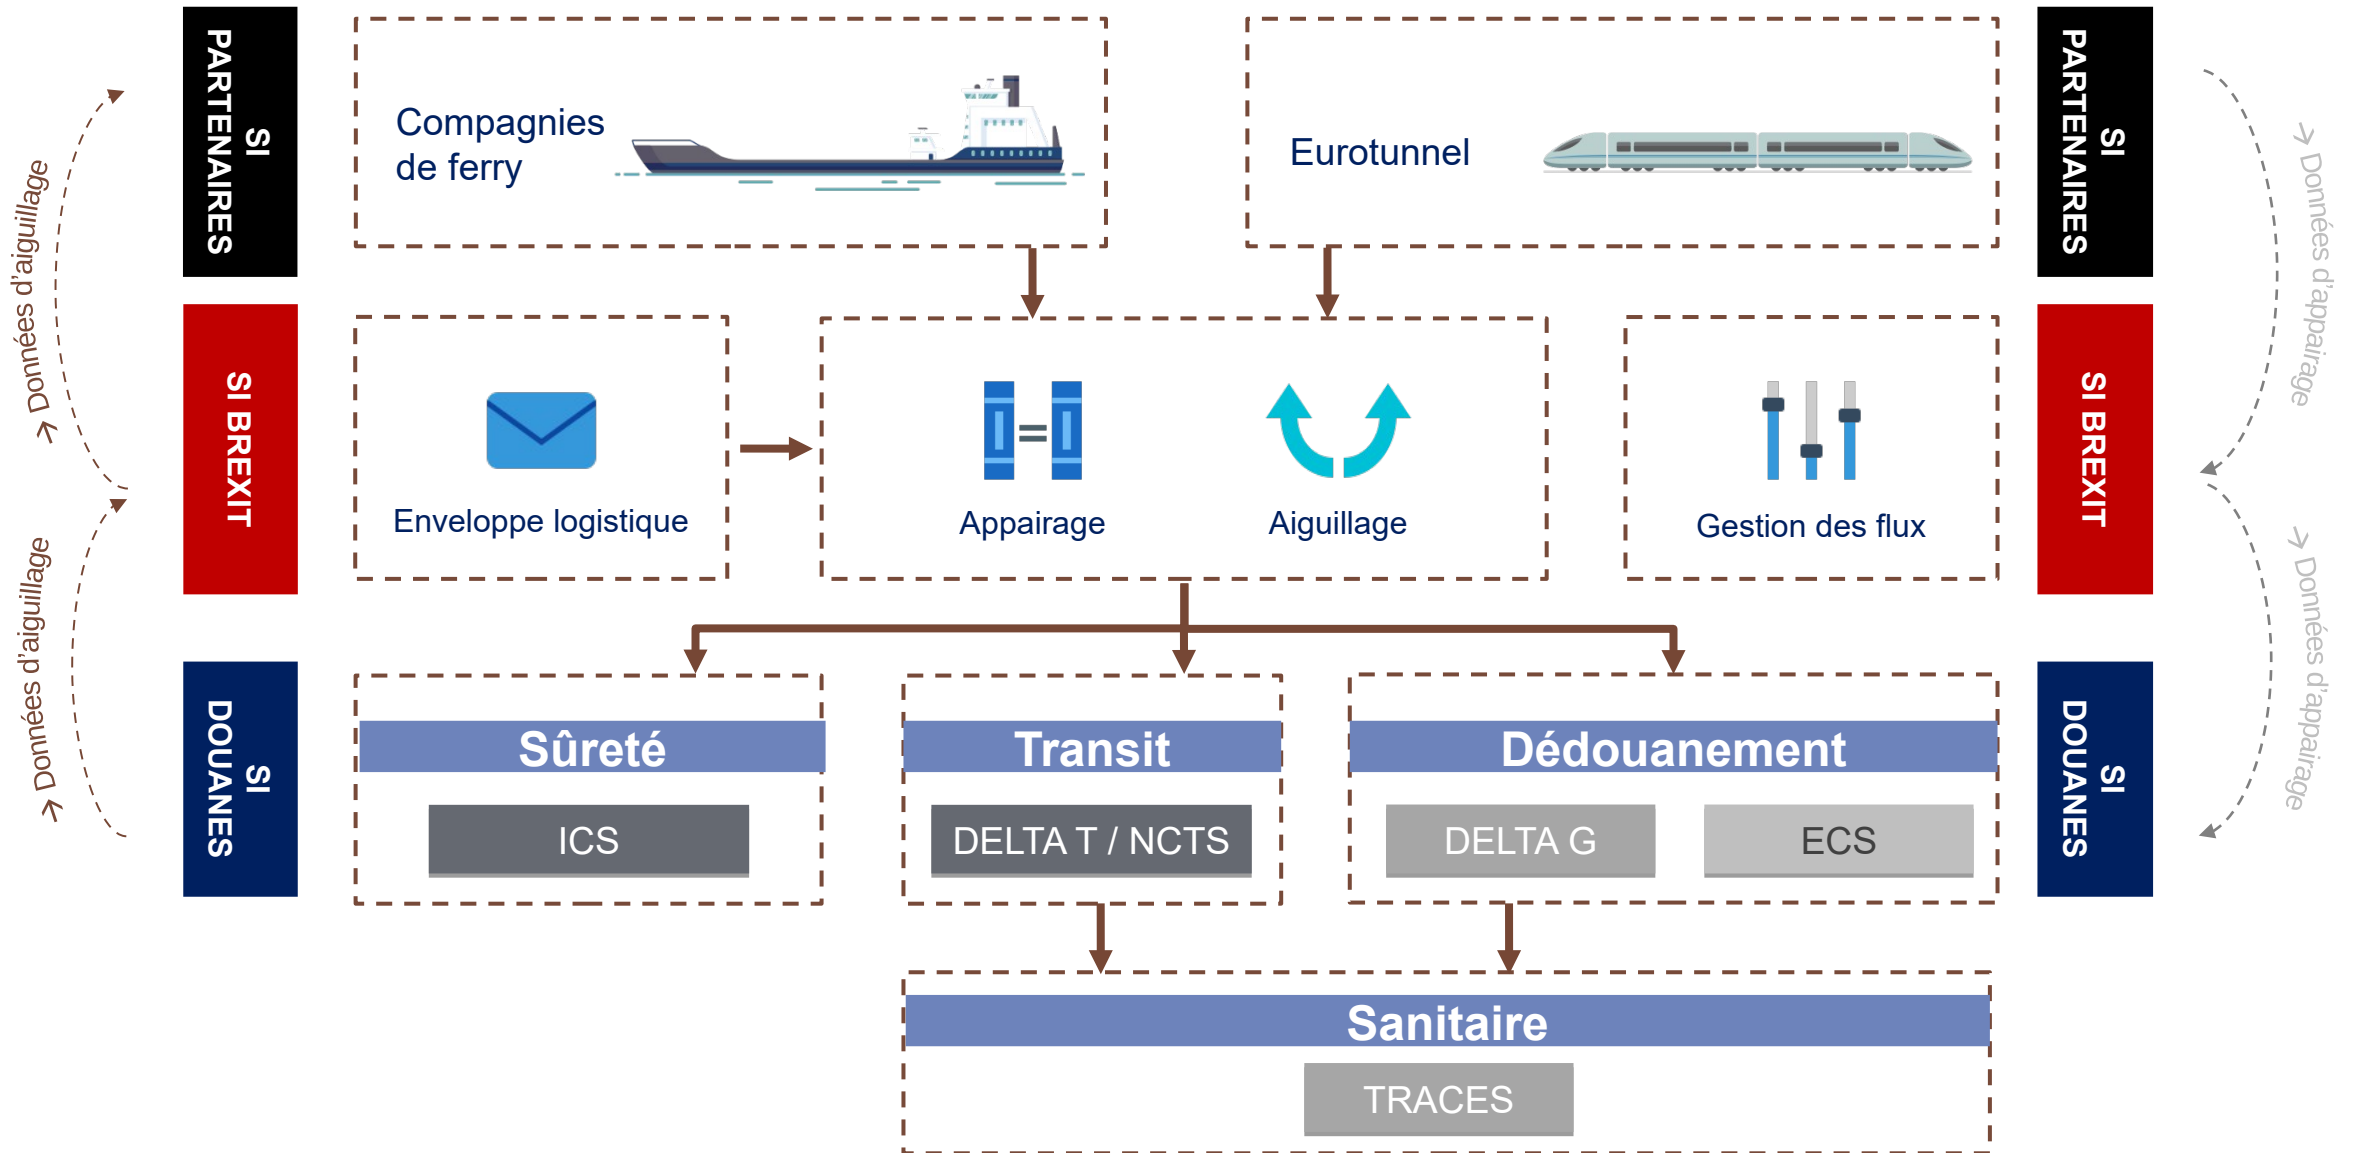 SI
PARTENAIRES
Compagnies
de ferry
Eurotunnel
SI
PARTENAIRES
→ Données d'aiguillage
→ Données d'appairage
SI BREXIT
Enveloppe logistique
Appairage
Aiguillage
Gestion des flux
SI BREXIT
→ Données d'aiguillage
→ Données d'appairage
SI
DOUANES
Sûreté
ICS
Transit
DELTA T / NCTS
Dédouanement
DELTA G
ECS
SI
DOUANES
Sanitaire
TRACES